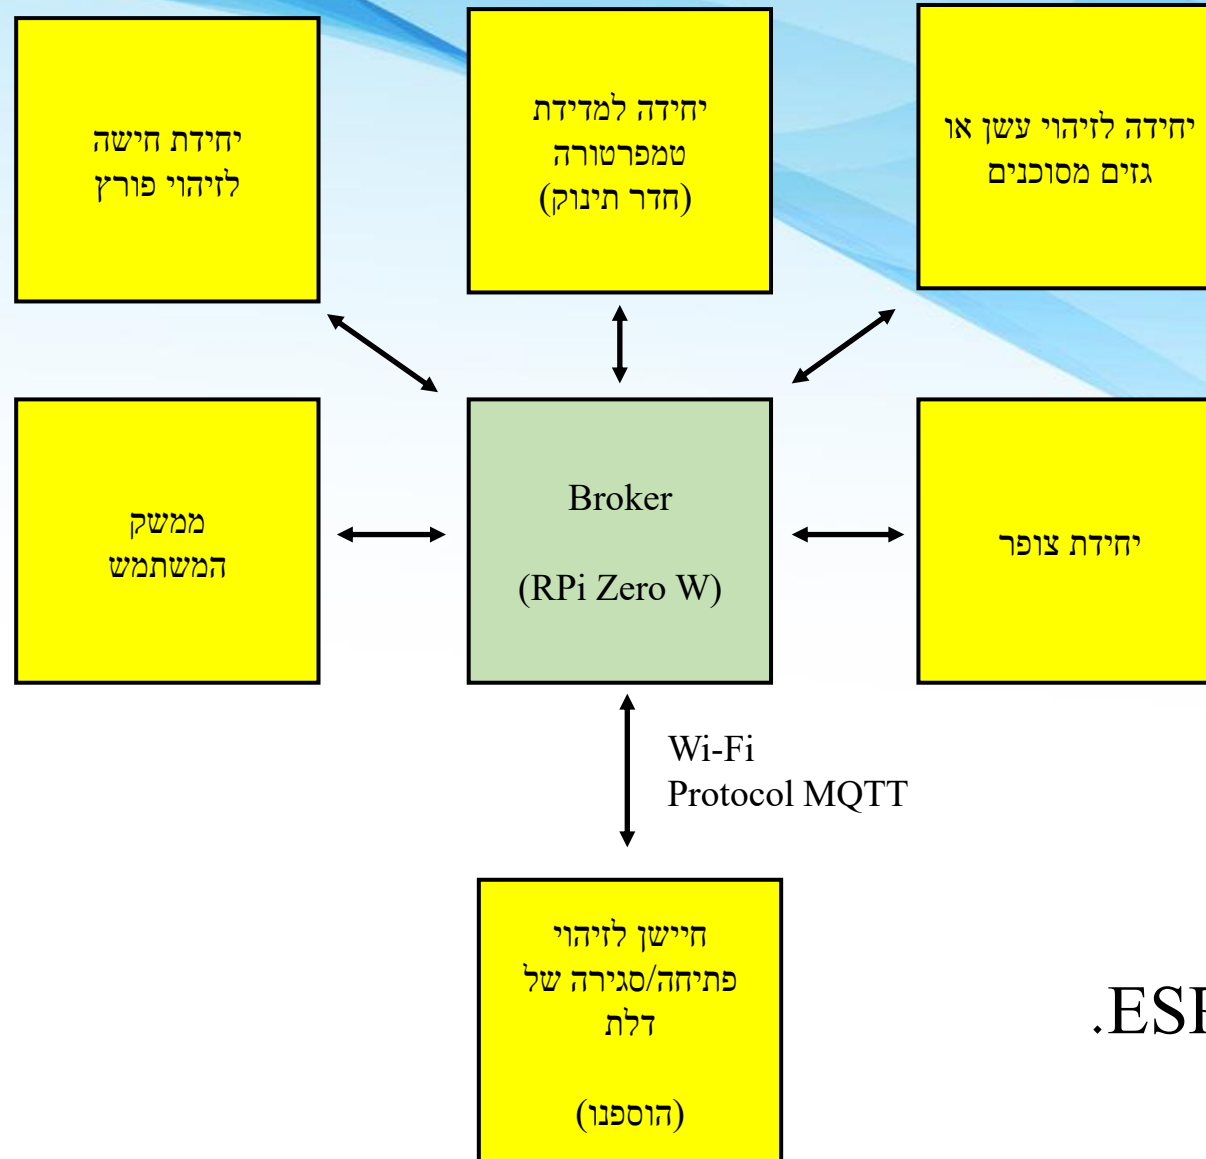 יחידת חישה
לזיהוי פורץ
יחידה למדידת
טמפרטורה
(חדר תינוק)
יחידה לזיהוי עשן או
גזים מסוכנים
ממשק
המשתמש
Broker
(RPi Zero W)
יחידת צופר
Wi-Fi
Protocol MQTT
חיישן לזיהוי
פתיחה/סגירה של
דלת
(הוספנו)